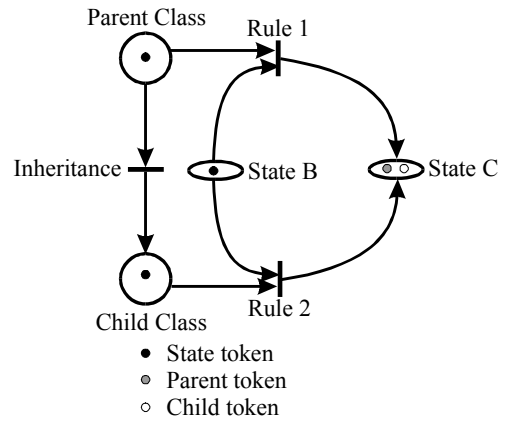 Parent Class
Rule 1
Inheritance
State B
State C
Rule 2
Child Class
State token
Parent token
Child token